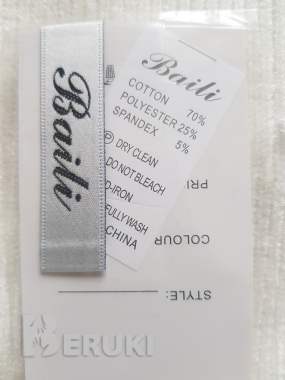 Baili
Baili
COTTON 70%
POLYESTER 25%
SPANDEX 5%
DRY CLEAN
DO NOT BLEACH
D-IRON
FULLY WASH
CHINA
PRI
COLOUR
STYLE:
BERUKI